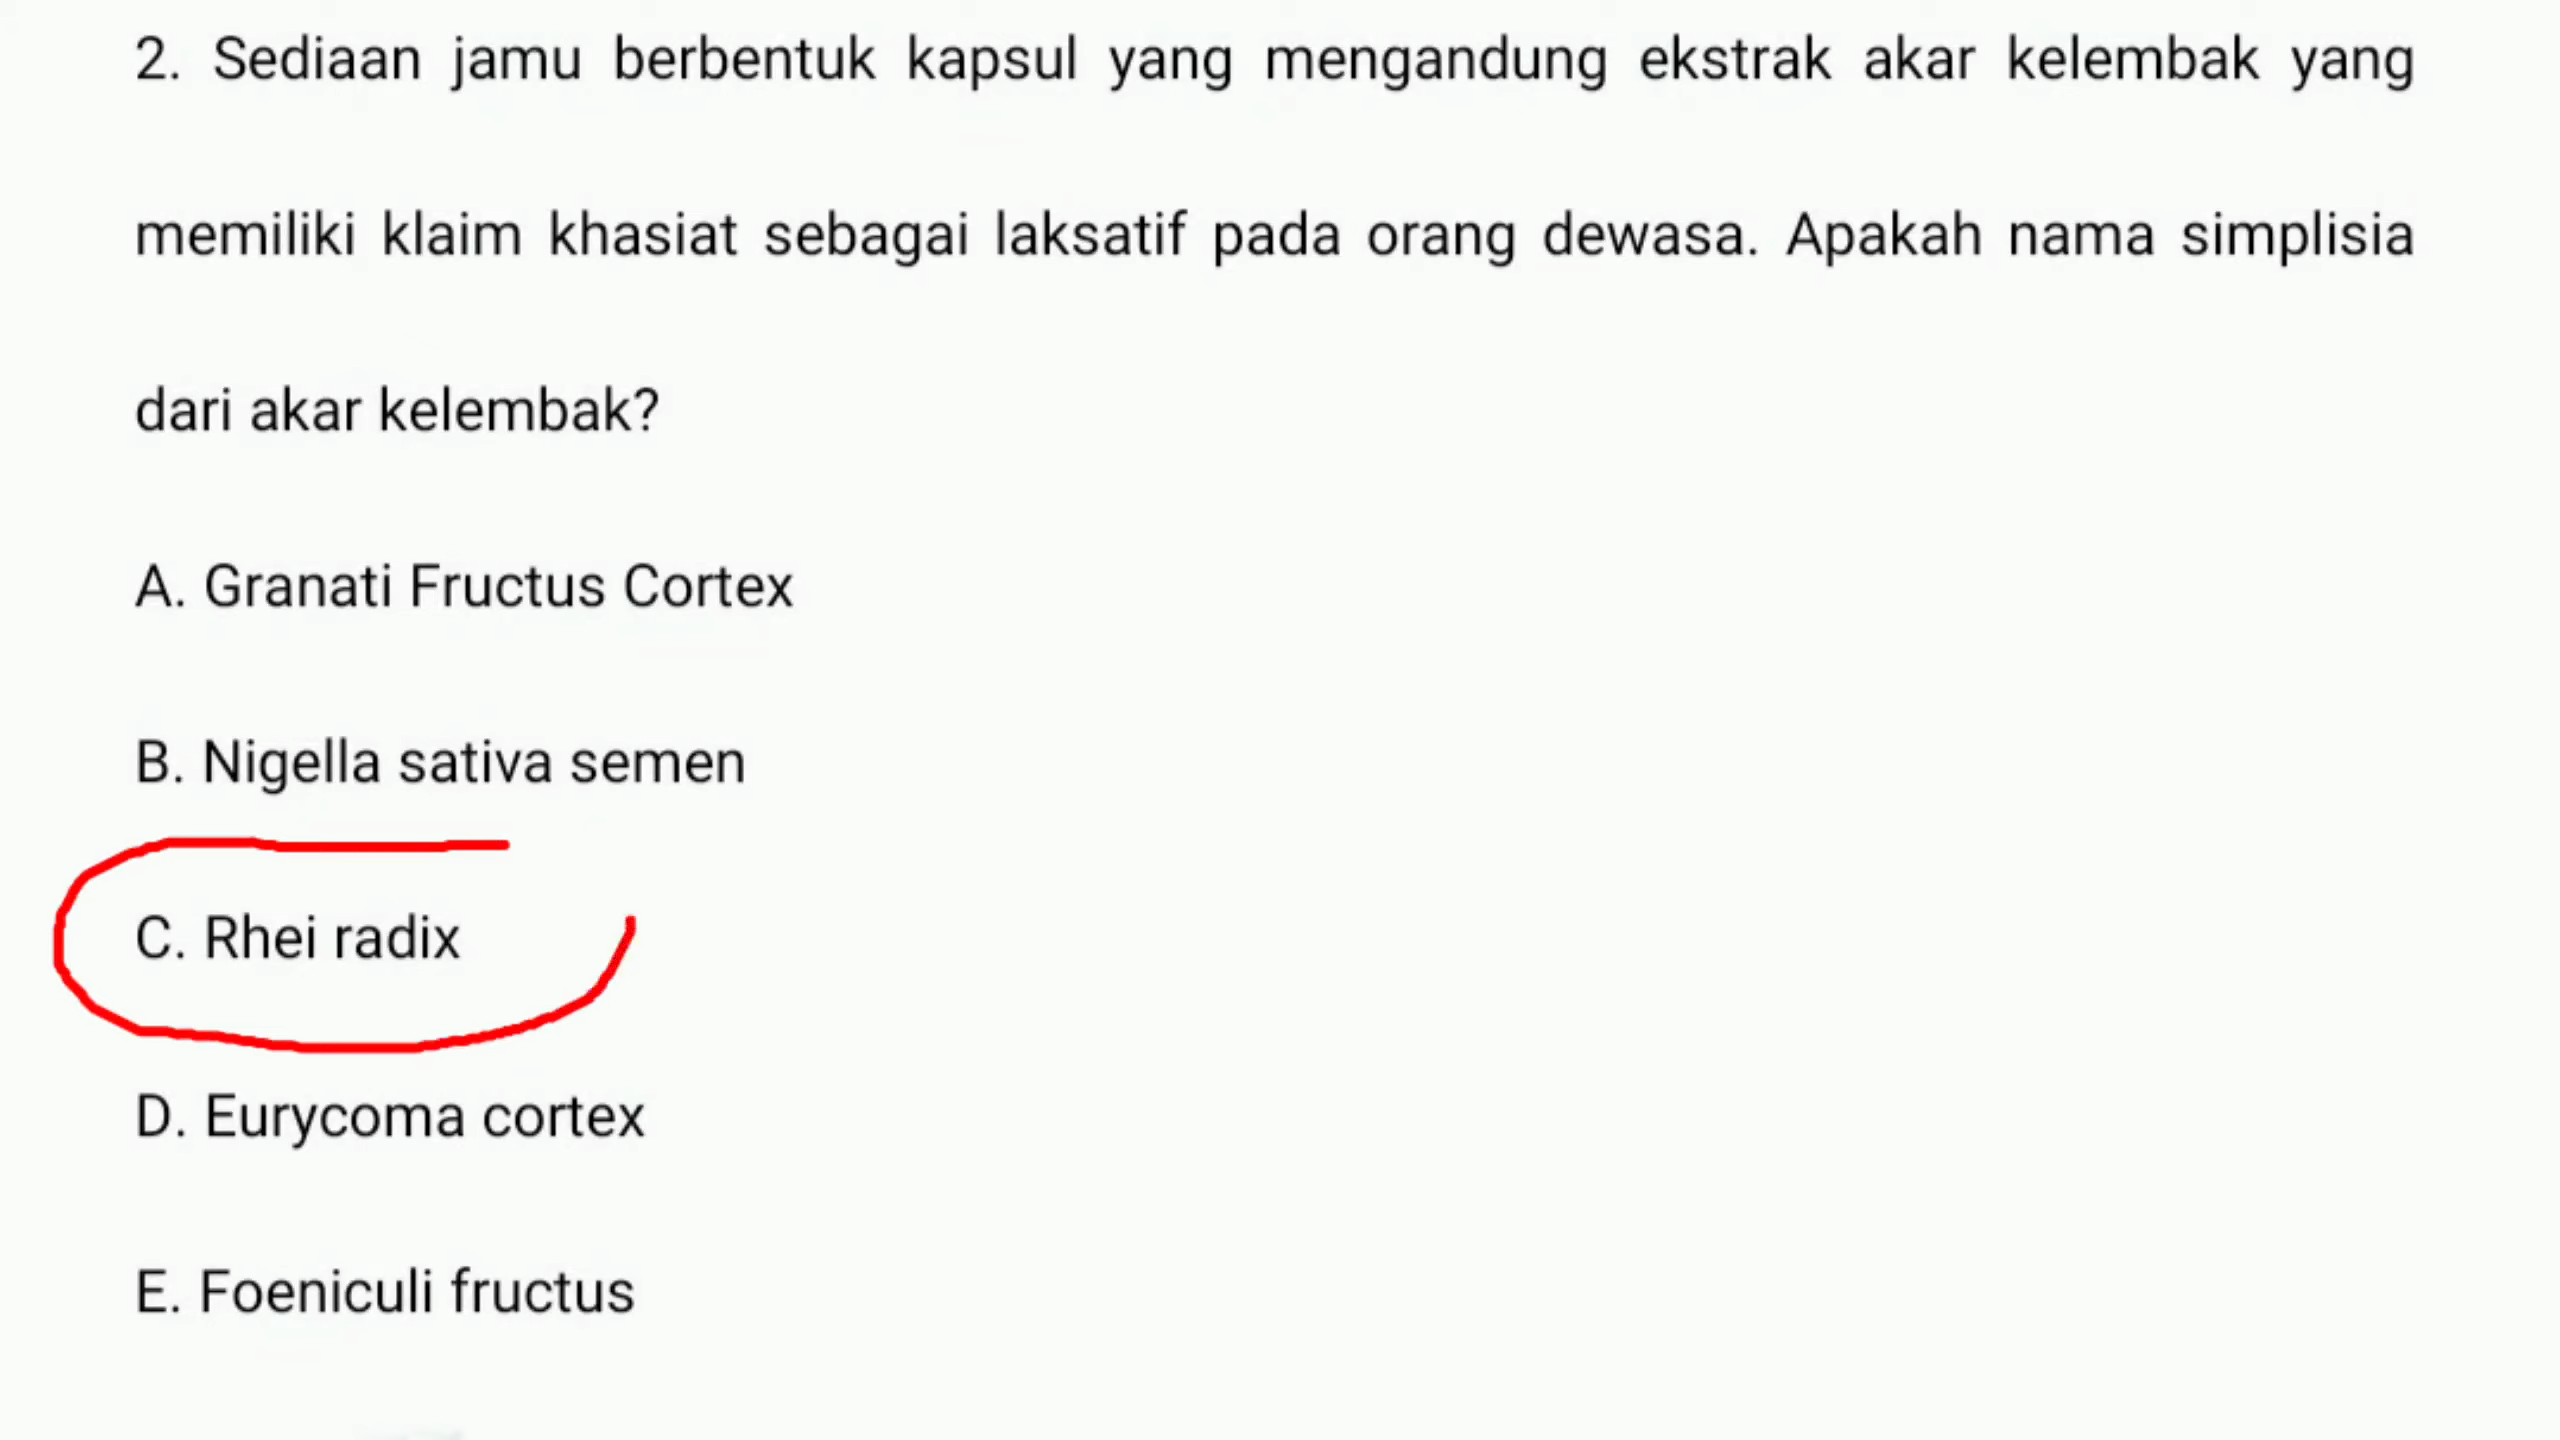 2. Sediaan jamu berbentuk kapsul yang mengandung ekstrak akar kelembak yang
memiliki klaim khasiat sebagai laksatif pada orang dewasa. Apakah nama simplisia
dari akar kelembak?
A. Granati Fructus Cortex
B. Nigella sativa semen
C. Rhei radix
D. Eurycoma cortex
E. Foeniculi fructus